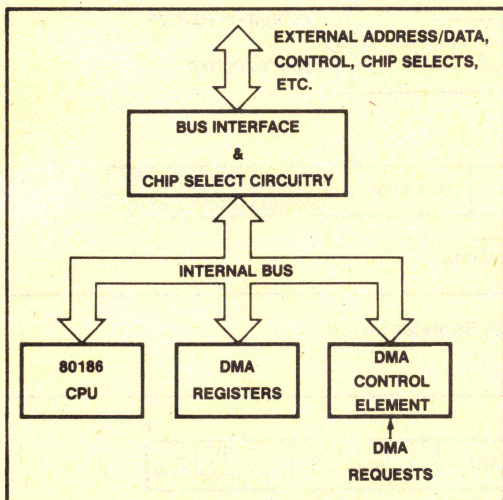 EXTERNAL ADDRESS/DATA,
CONTROL, CHIP SELECTS,
ETC.
BUS INTERFACE
&
CHIP SELECT CIRCUITRY
INTERNAL BUS
80186
CPU
DMA
REGISTERS
DMA
CONTROL
ELEMENT
DMA
REQUESTS